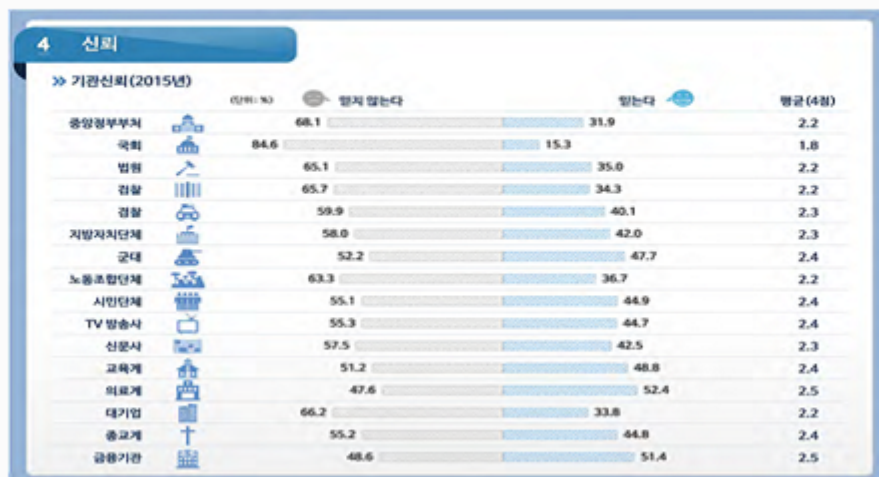 4 신뢰
» 기관신뢰(2015년)
(단위: %) 믿지 않는다 믿는다 평균(4점)
중앙정부부처 68.1 31.9 2.2
국회 84.6 15.3 1.8
법원 65.1 35.0 2.2
검찰 65.7 34.3 2.2
경찰 59.9 40.1 2.3
지방자치단체 58.0 42.0 2.3
군대 52.2 47.7 2.4
노동조합단체 63.3 36.7 2.2
시민단체 55.1 44.9 2.4
TV 방송사 55.3 44.7 2.4
신문사 57.5 42.5 2.3
교육계 51.2 48.8 2.4
의료계 47.6 52.4 2.5
대기업 66.2 33.8 2.2
종교계 55.2 44.8 2.4
금융기관 48.6 51.4 2.5